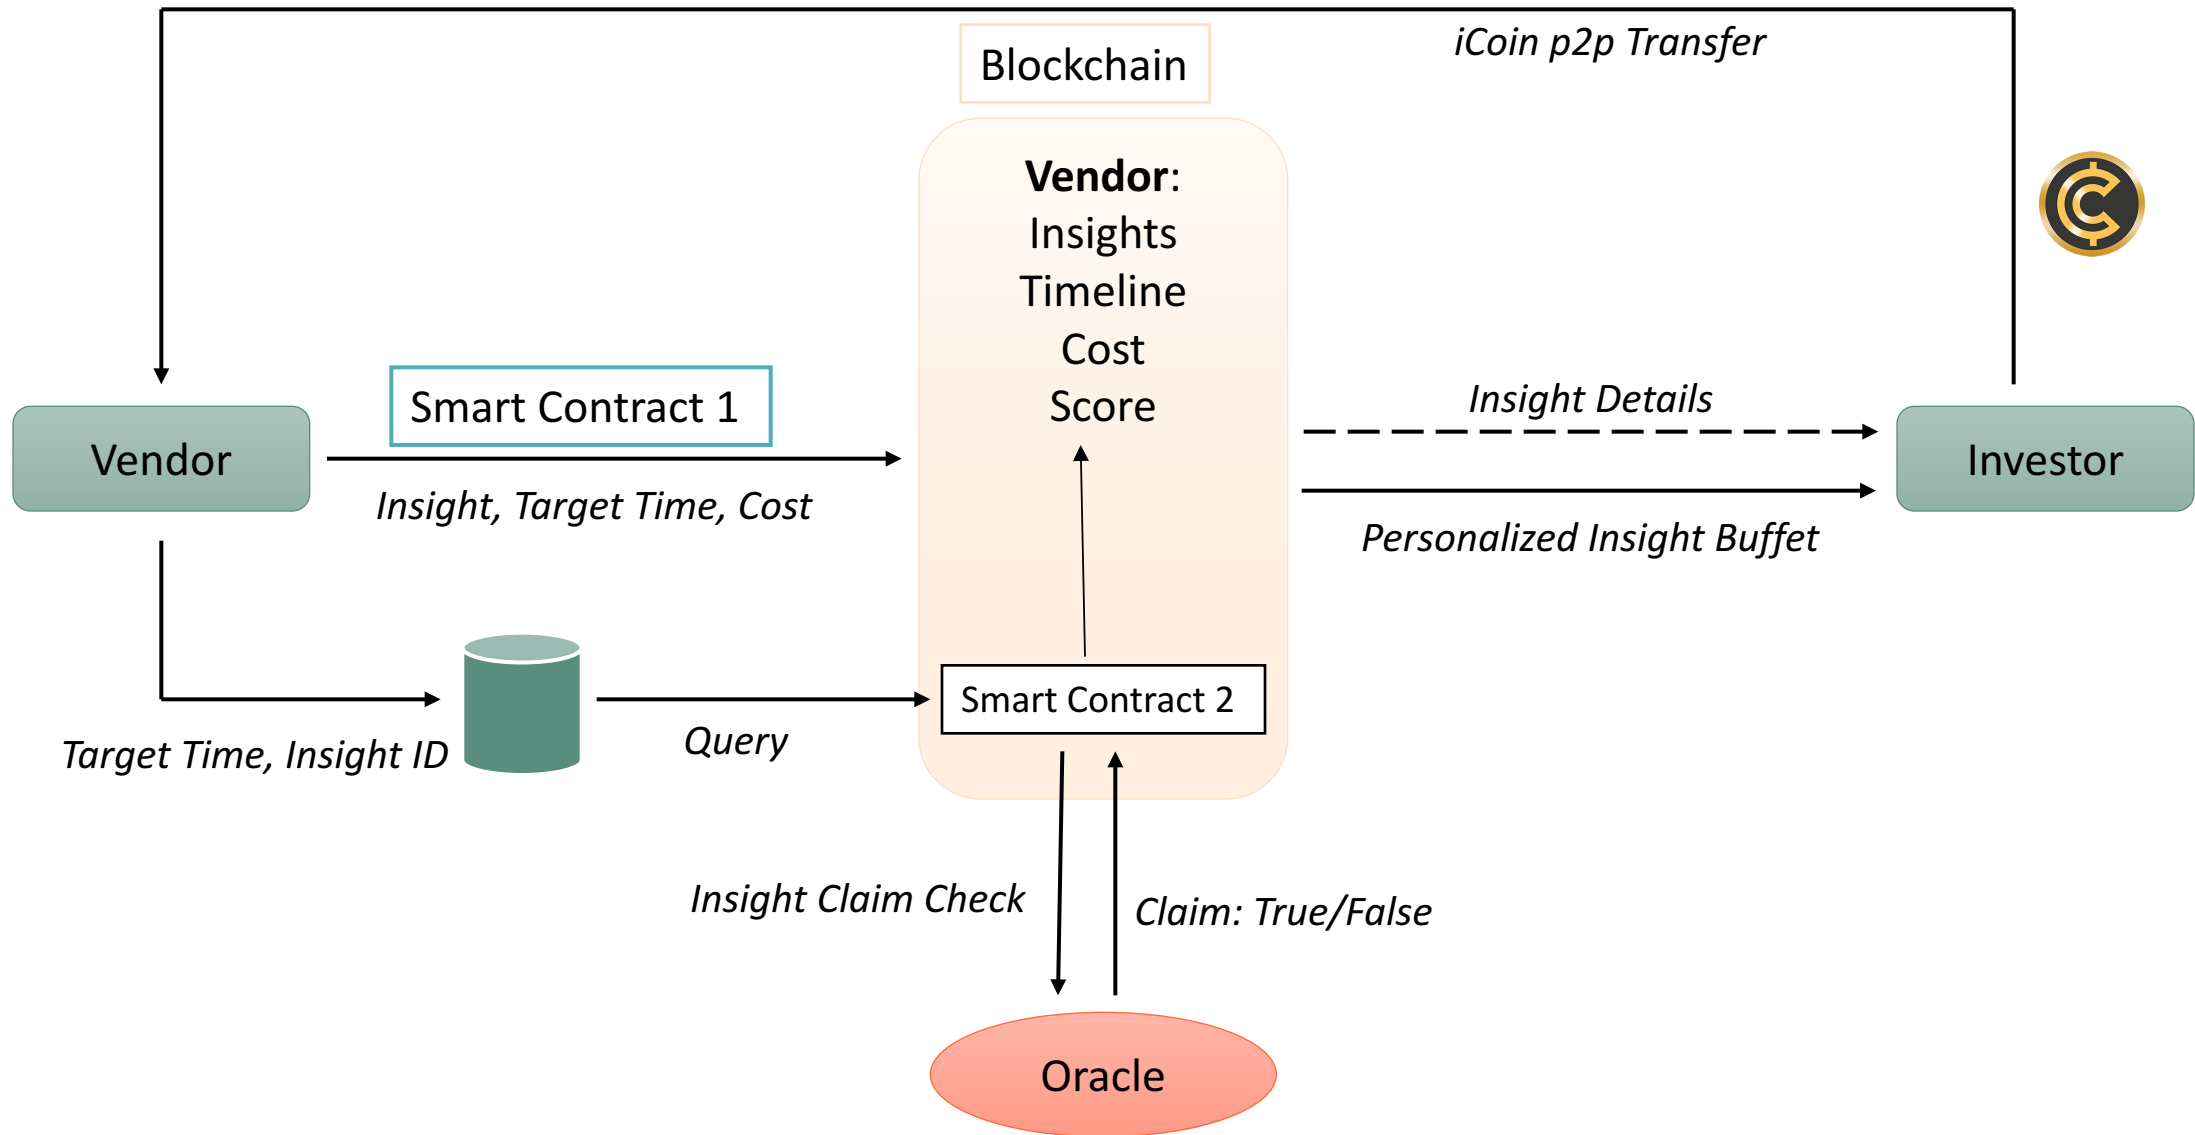 iCoin p2p Transfer
Blockchain
Vendor:
Insights
Timeline
Cost
Score
Smart Contract 1
Insight Details
Vendor
Investor
Insight, Target Time, Cost
Personalized Insight Buffet
Smart Contract 2
Query
Target Time, Insight ID
Insight Claim Check
Claim: True/False
Oracle